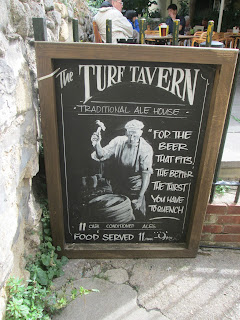 The TURF TAVERN
- TRADITIONAL ALE HOUSE -
"FOR THE
BEER
THAT FITS,
THE BETTER
THE THIRST
YOU HAVE
TO QUENCH
11 CASK CONDITIONED ALES
FOOD SERVED 11